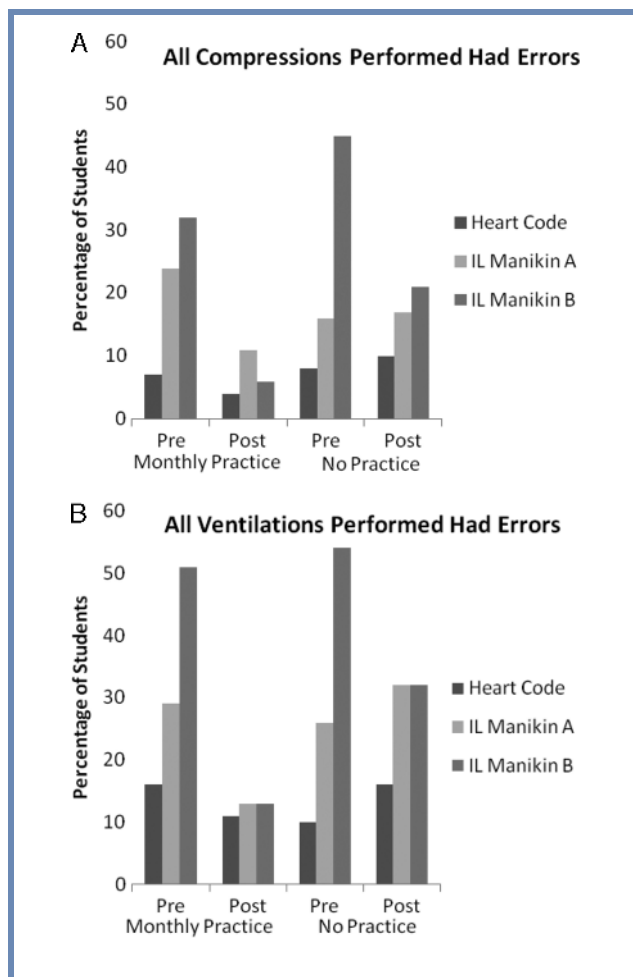 A
All Compressions Performed Had Errors
60
50
40
30
20
10
0
Percentage of Students
Heart Code
IL Manikin A
IL Manikin B
Pre Post Pre Post
Monthly Practice No Practice
B
All Ventilations Performed Had Errors
60
50
40
30
20
10
0
Percentage of Students
Heart Code
IL Manikin A
IL Manikin B
Pre Post Pre Post
Monthly Practice No Practice